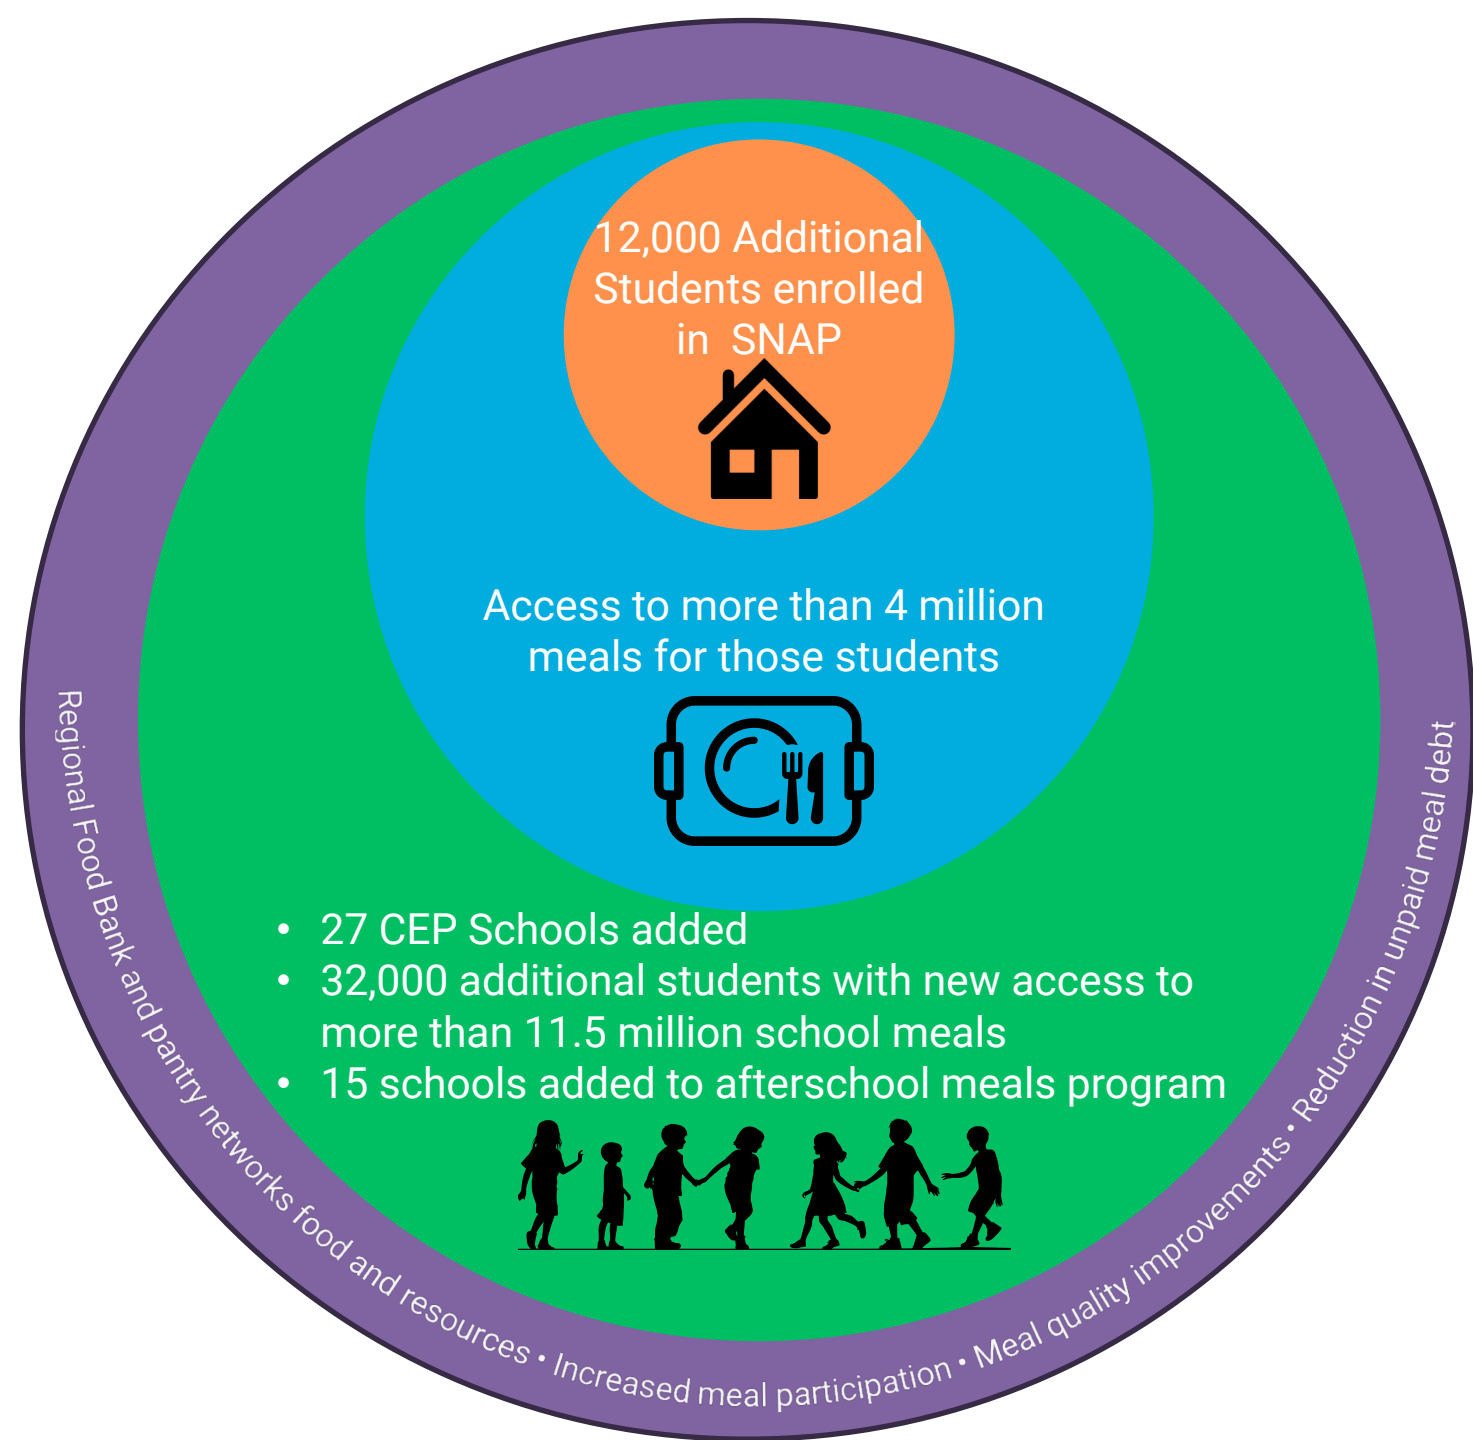 12,000 Additional
Students enrolled
in SNAP
Access to more than 4 million
meals for those students
• 27 CEP Schools added
• 32,000 additional students with new access to
more than 11.5 million school meals
• 15 schools added to afterschool meals program
Regional Food Bank and pantry networks food and resources • Increased meal participation • Meal quality improvements • Reduction in unpaid meal debt